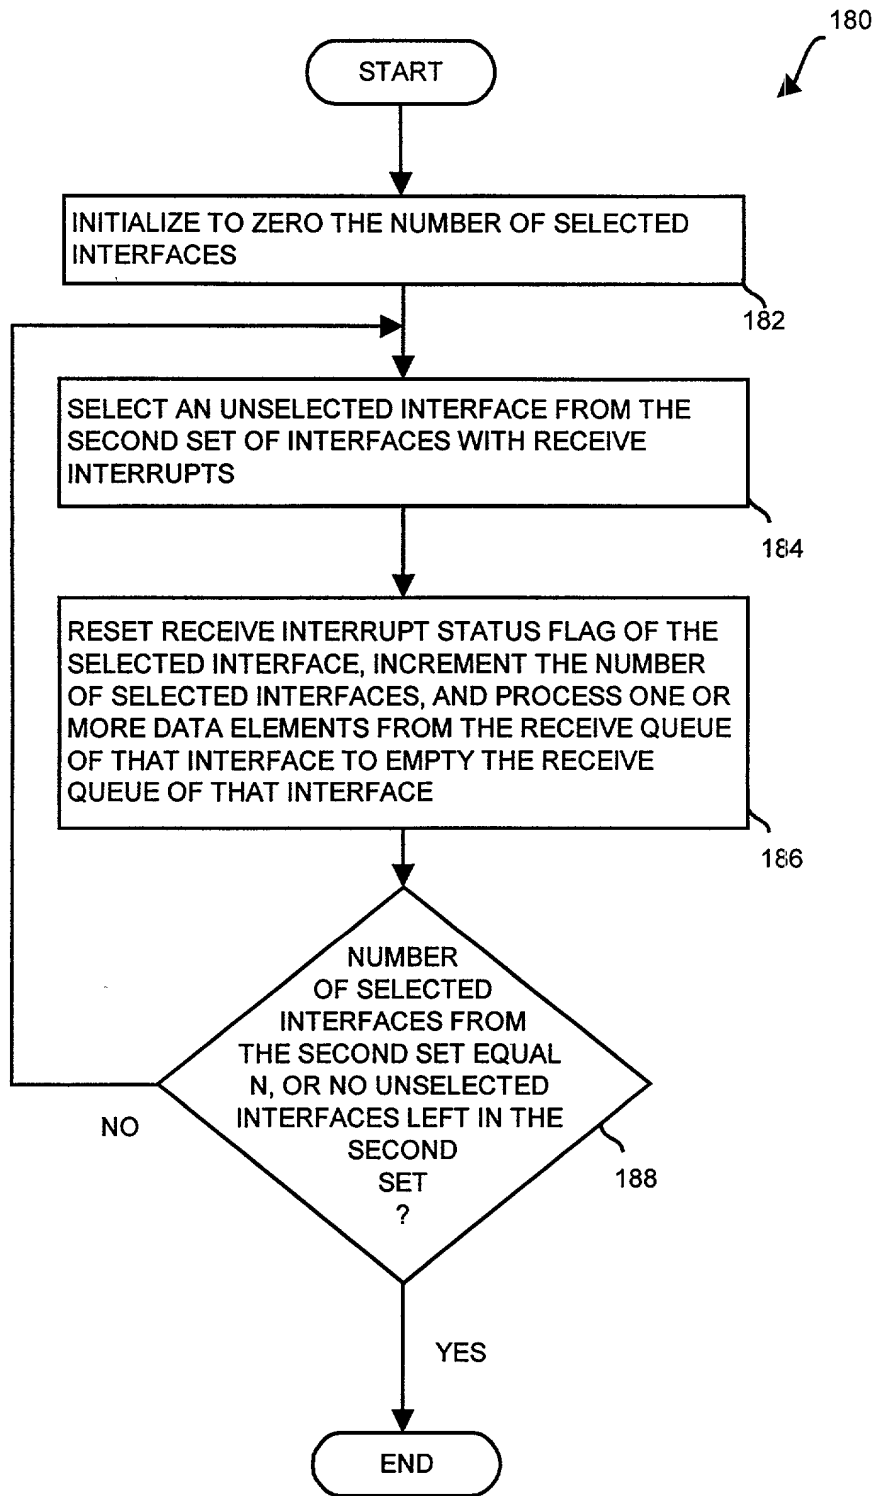 180
START
INITIALIZE TO ZERO THE NUMBER OF SELECTED
INTERFACES
182
SELECT AN UNSELECTED INTERFACE FROM THE
SECOND SET OF INTERFACES WITH RECEIVE
INTERRUPTS
184
RESET RECEIVE INTERRUPT STATUS FLAG OF THE
SELECTED INTERFACE, INCREMENT THE NUMBER
OF SELECTED INTERFACES, AND PROCESS ONE OR
MORE DATA ELEMENTS FROM THE RECEIVE QUEUE
OF THAT INTERFACE TO EMPTY THE RECEIVE
QUEUE OF THAT INTERFACE
186
NUMBER
OF SELECTED
INTERFACES FROM
THE SECOND SET EQUAL
N, OR NO UNSELECTED
INTERFACES LEFT IN THE
SECOND
SET
?
NO
188
YES
END